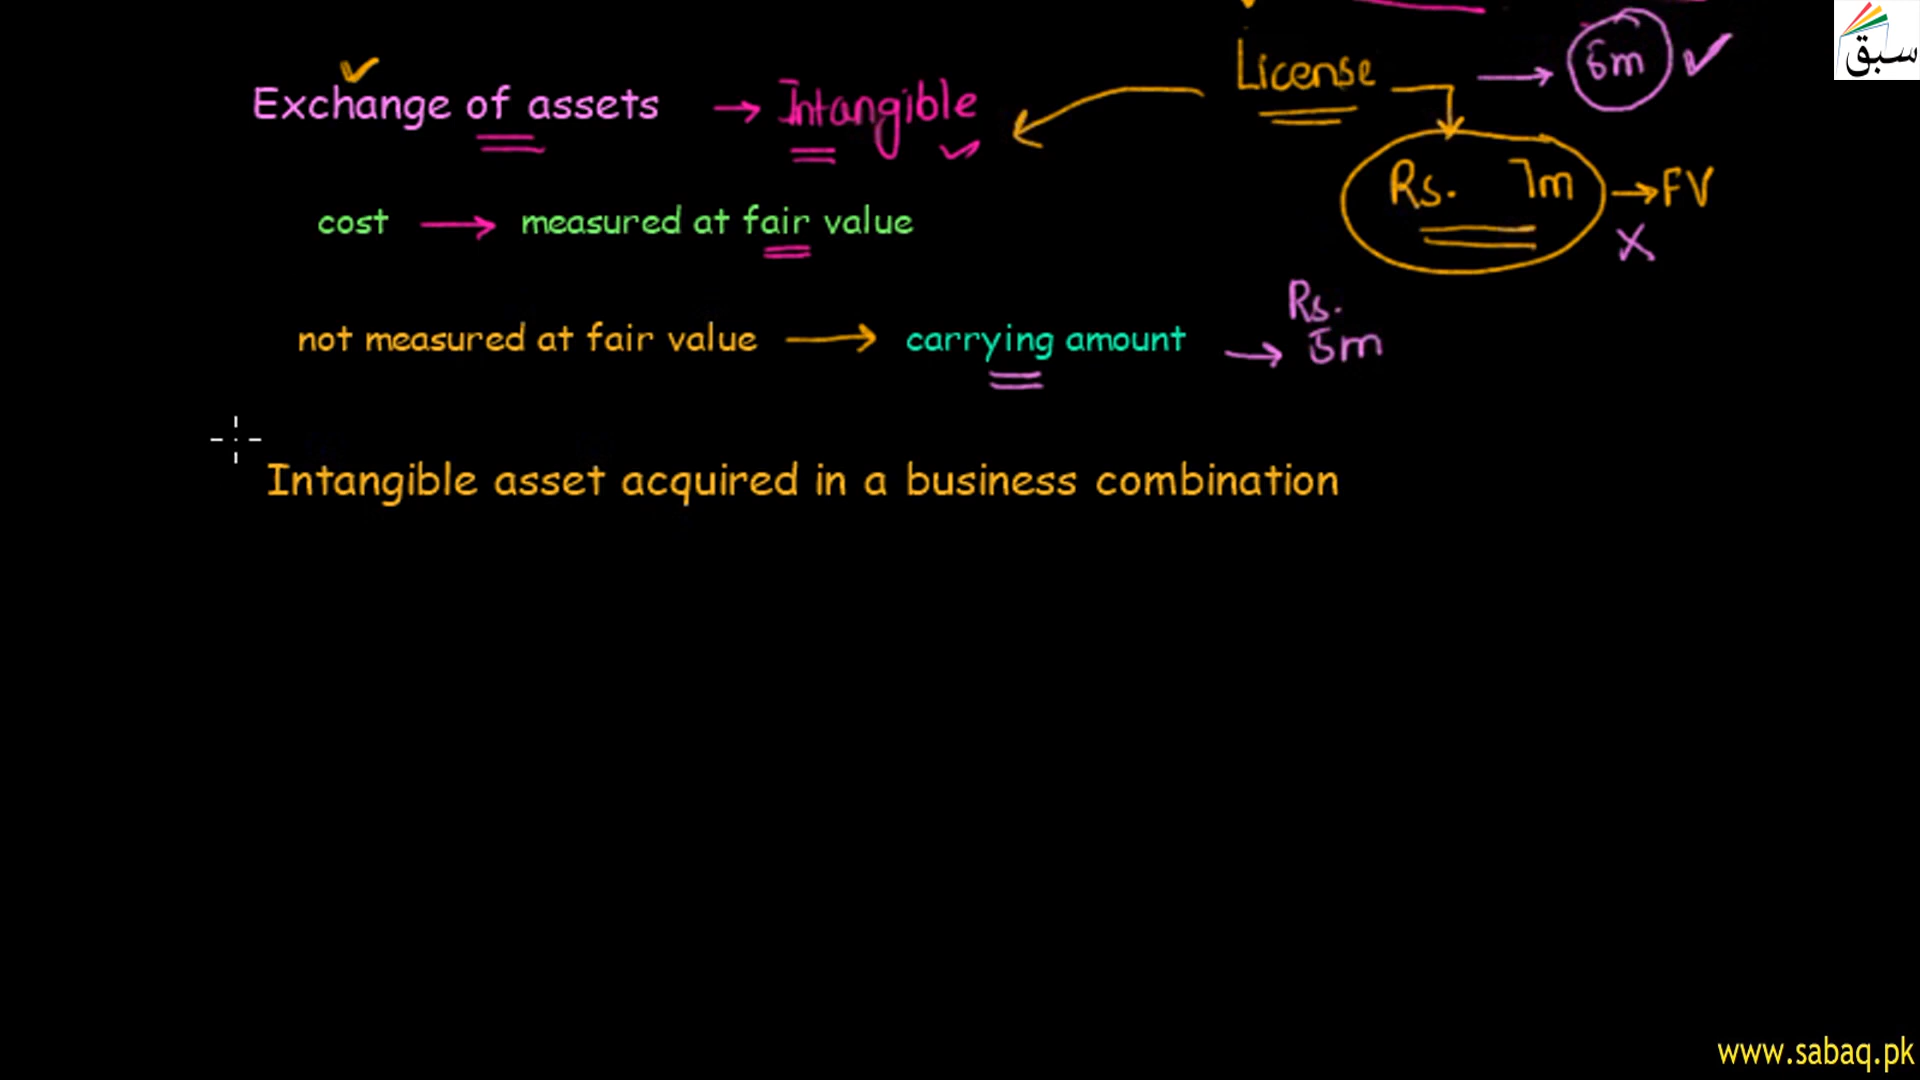 License → 5m ✓
سبق
Exchange of assets → Intangible
Rs. 7m → FV
cost → measured at fair value
X
Rs.
not measured at fair value → carrying amount → 5m
Intangible asset acquired in a business combination
www.sabaq.pk